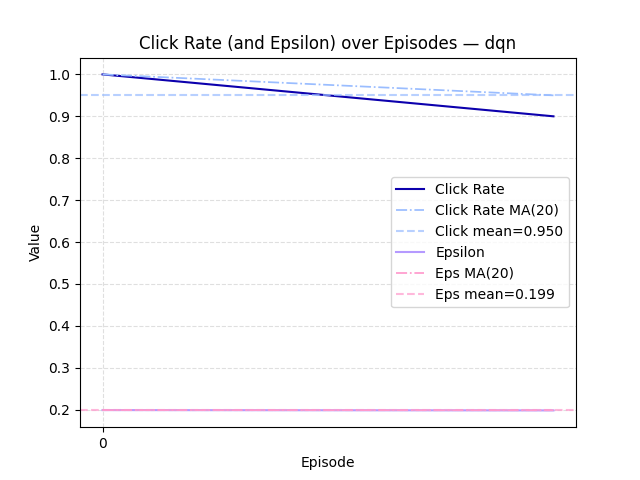 Click Rate (and Epsilon) over Episodes — dqn
1.0
0.9
0.8
0.7
0.6
0.5
0.4
0.3
0.2
Value
Click Rate
Click Rate MA(20)
Click mean=0.950
Epsilon
Eps MA(20)
Eps mean=0.199
0
Episode